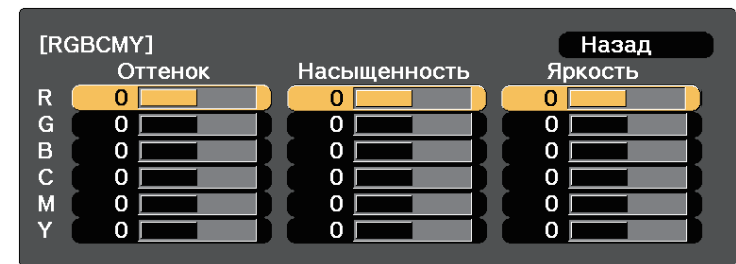 [RGBCMY] Назад
Оттенок Насыщенность Яркость
R 0 0 0
G 0 0 0
B 0 0 0
C 0 0 0
M 0 0 0
Y 0 0 0